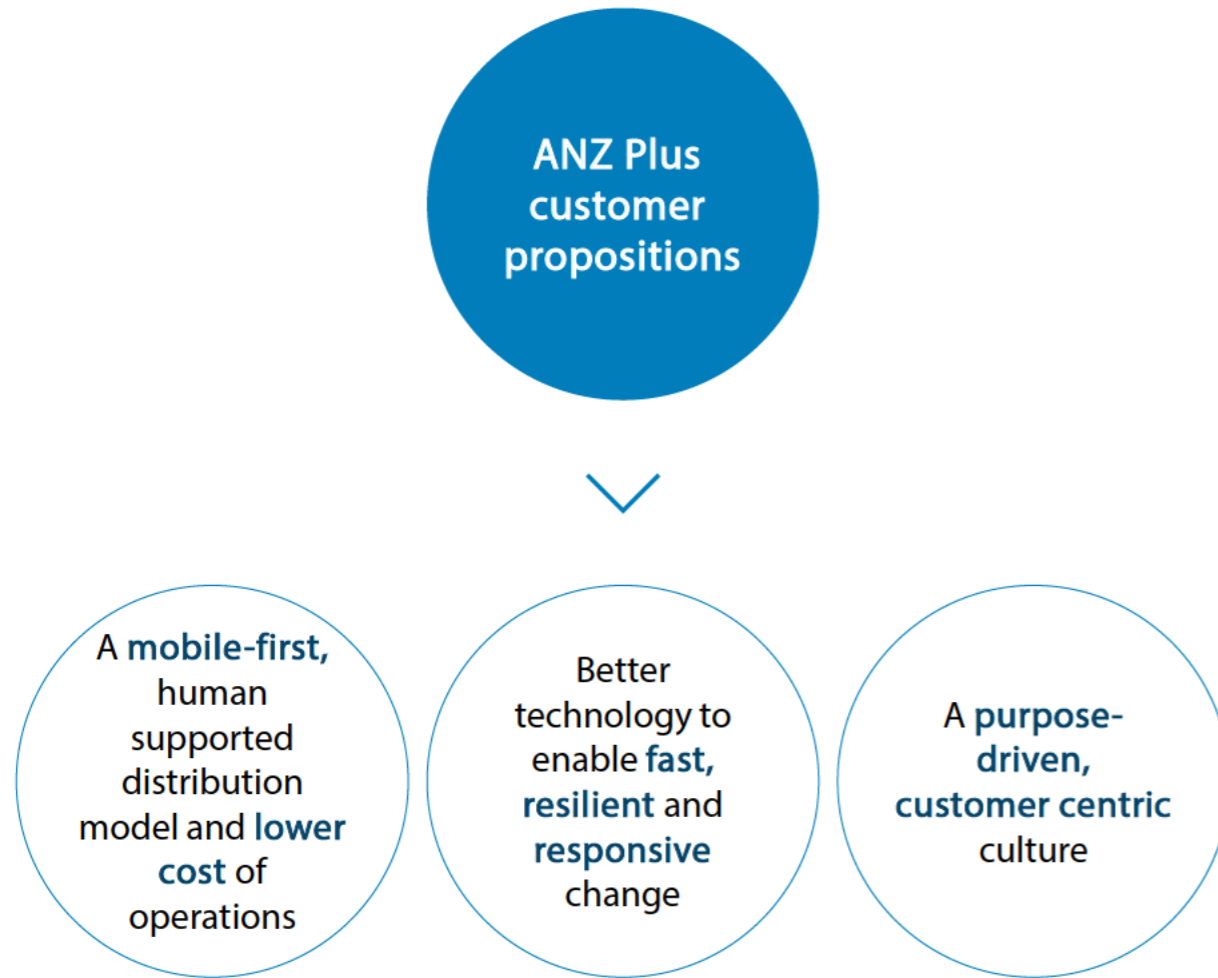 ANZ Plus
customer
propositions
A mobile-first,
human
supported
distribution
model and lower
cost of
operations
Better
technology to
enable fast,
resilient and
responsive
change
A purpose-
driven,
customer centric
culture